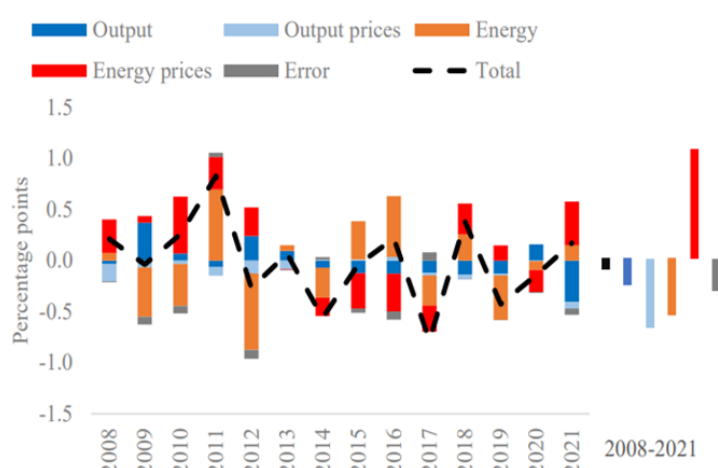 Output Output prices Energy
Energy prices Error Total
Percentage points
1.5
1.0
0.5
0.0
-0.5
-1.0
-1.5
2008 2009 2010 2011 2012 2013 2014 2015 2016 2017 2018 2019 2020 2021
2008-2021